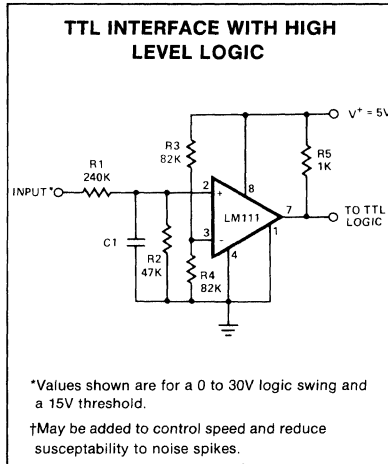 TTL INTERFACE WITH HIGH
LEVEL LOGIC
V+ = 5V
R3
82K
R5
1K
R1
240K
INPUT*
2
+
8
LM111
7
TO TTL
LOGIC
1
C1
R2
47K
3
-
4
R4
82K
*Values shown are for a 0 to 30V logic swing and
a 15V threshold.
†May be added to control speed and reduce
susceptability to noise spikes.